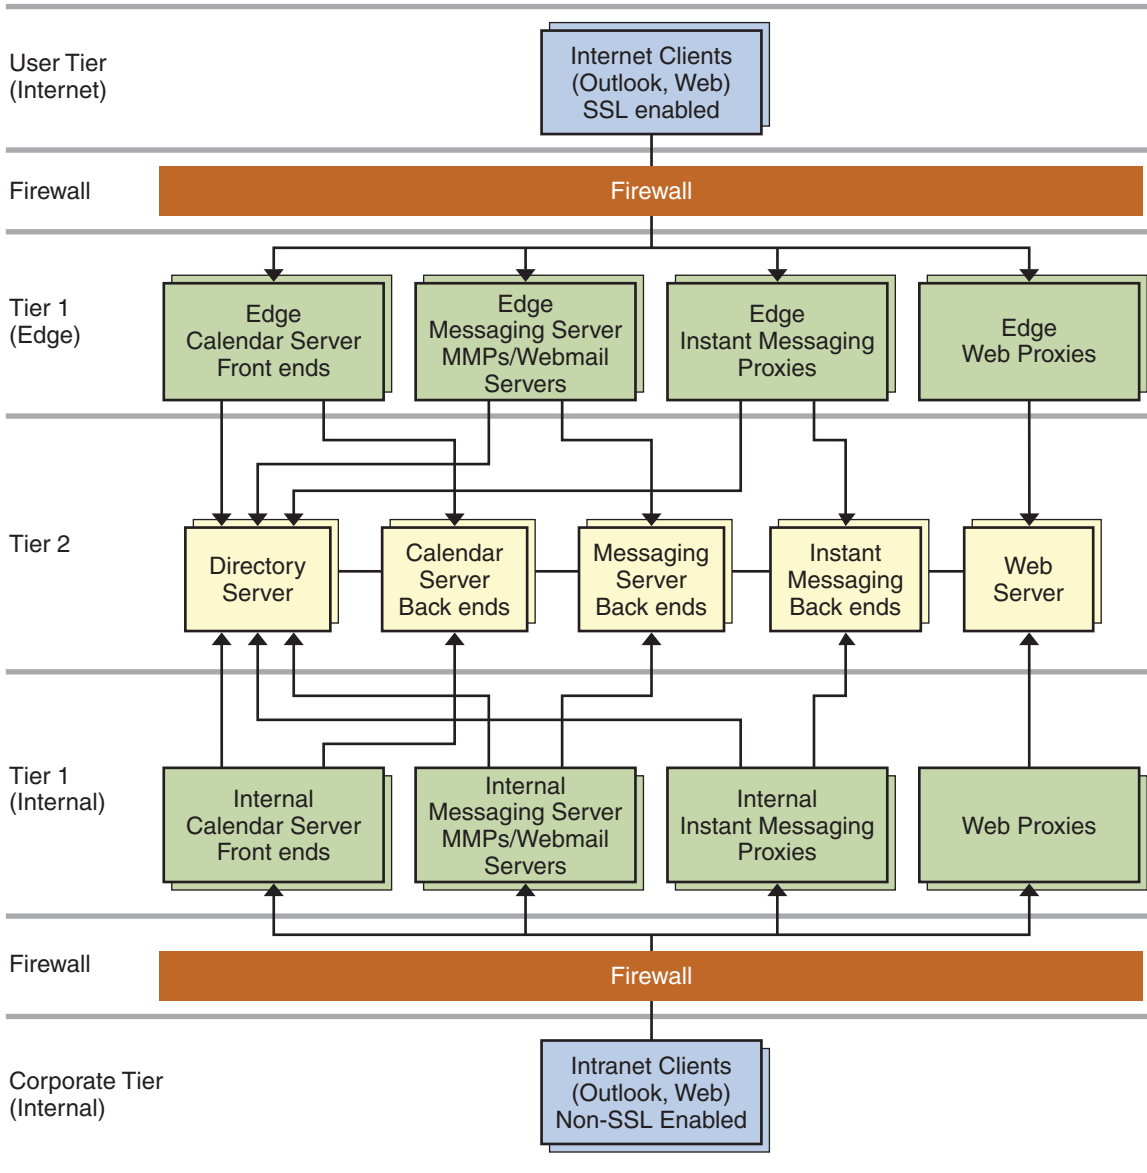 User Tier
(Internet)
Internet Clients
(Outlook, Web)
SSL enabled
Firewall
Firewall
Tier 1
(Edge)
Edge
Calendar Server
Front ends
Edge
Messaging Server
MMPs/Webmail
Servers
Edge
Instant Messaging
Proxies
Edge
Web Proxies
Tier 2
Directory
Server
Calendar
Server
Back ends
Messaging
Server
Back ends
Instant
Messaging
Back ends
Web
Server
Tier 1
(Internal)
Internal
Calendar Server
Front ends
Internal
Messaging Server
MMPs/Webmail
Servers
Internal
Instant Messaging
Proxies
Web Proxies
Firewall
Firewall
Corporate Tier
(Internal)
Intranet Clients
(Outlook, Web)
Non-SSL Enabled